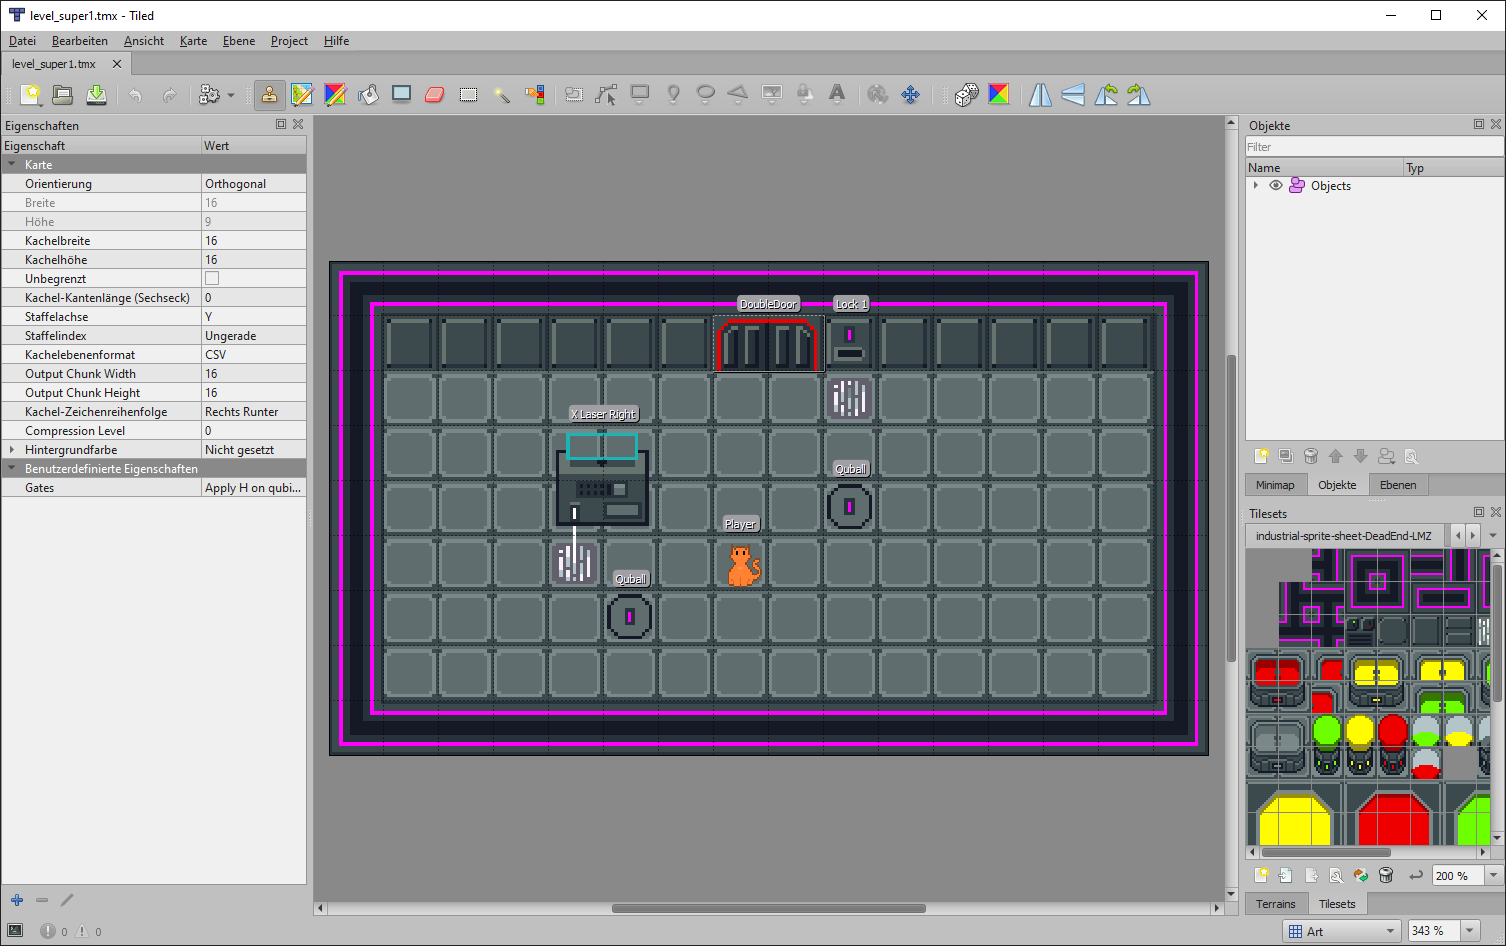 level_super1.tmx - Tiled
Datei Bearbeiten Ansicht Karte Ebene Project Hilfe
level_super1.tmx
Eigenschaften
Eigenschaft Wert
Karte
Orientierung Orthogonal
Breite 16
Höhe 9
Kachelbreite 16
Kachelhöhe 16
Unbegrenzt
Kachel-Kantenlänge (Sechseck) 0
Staffelachse Y
Staffelindex Ungerade
Kachelebenenformat CSV
Output Chunk Width 16
Output Chunk Height 16
Kachel-Zeichenreihenfolge Rechts Runter
Compression Level 0
Hintergrundfarbe Nicht gesetzt
Benutzerdefinierte Eigenschaften
Gates Apply H on qubi...
0 0
DoubleDoor Lock 1
X Laser Right
Quball
Player
Quball
Objekte
Filter
Name Typ
Objects
Minimap Objekte Ebenen
Tilesets
industrial-sprite-sheet-DeadEnd-LMZ
200 %
Terrains Tilesets
Art 343 %